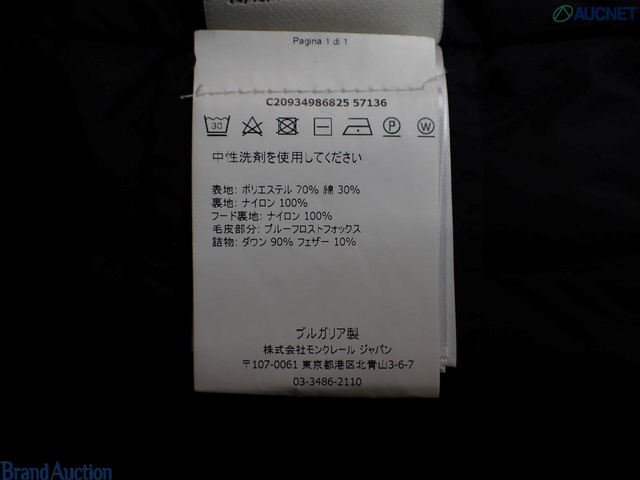 AUCNET
Pagina 1 di 1
C20934986825 57136
30
P
W
中性洗剤を使用してください
表地: ポリエステル 70% 綿 30%
裏地: ナイロン 100%
フード裏地: ナイロン 100%
毛皮部分: ブルーフロストフォックス
詰物: ダウン 90% フェザー 10%
ブルガリア製
株式会社モンクレール ジャパン
〒107-0061 東京都港区北青山3-6-7
03-3486-2110
Brand Auction